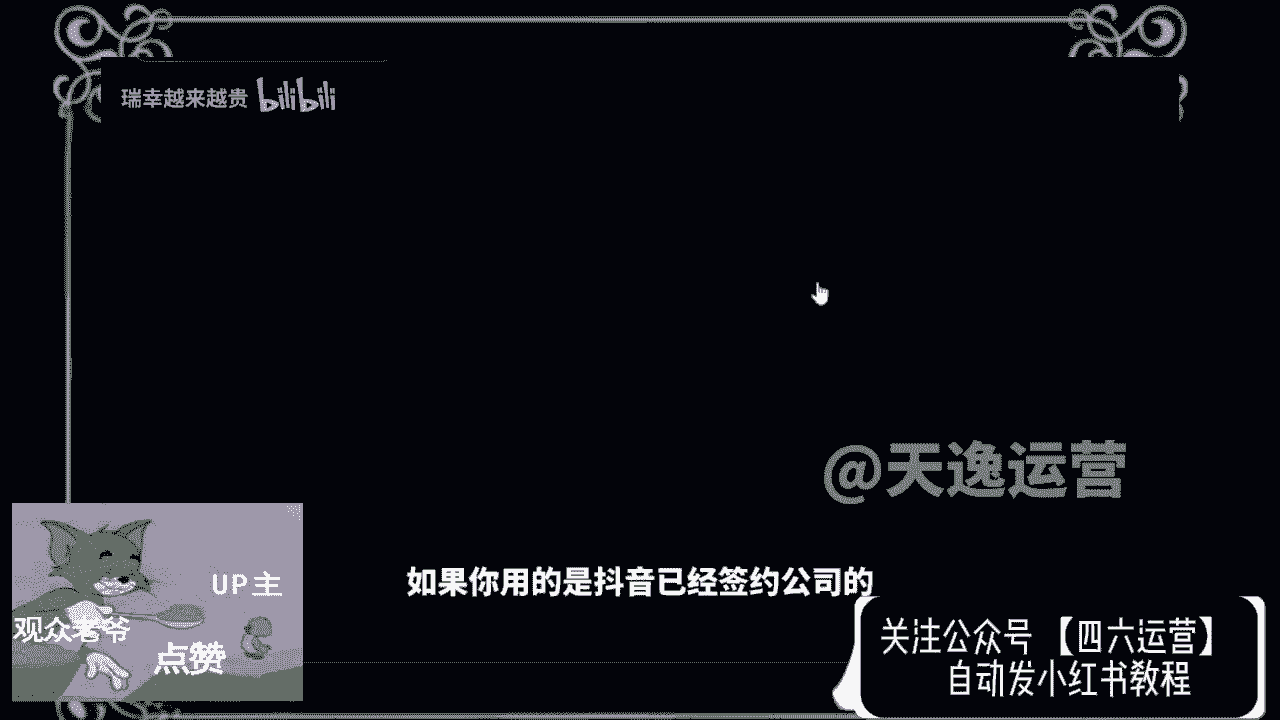 瑞幸越来越贵 bilibili
@天逸运营
UP主
观众老爷
点赞
如果你用的是抖音已经签约公司的
关注公众号【四六运营】
自动发小红书教程